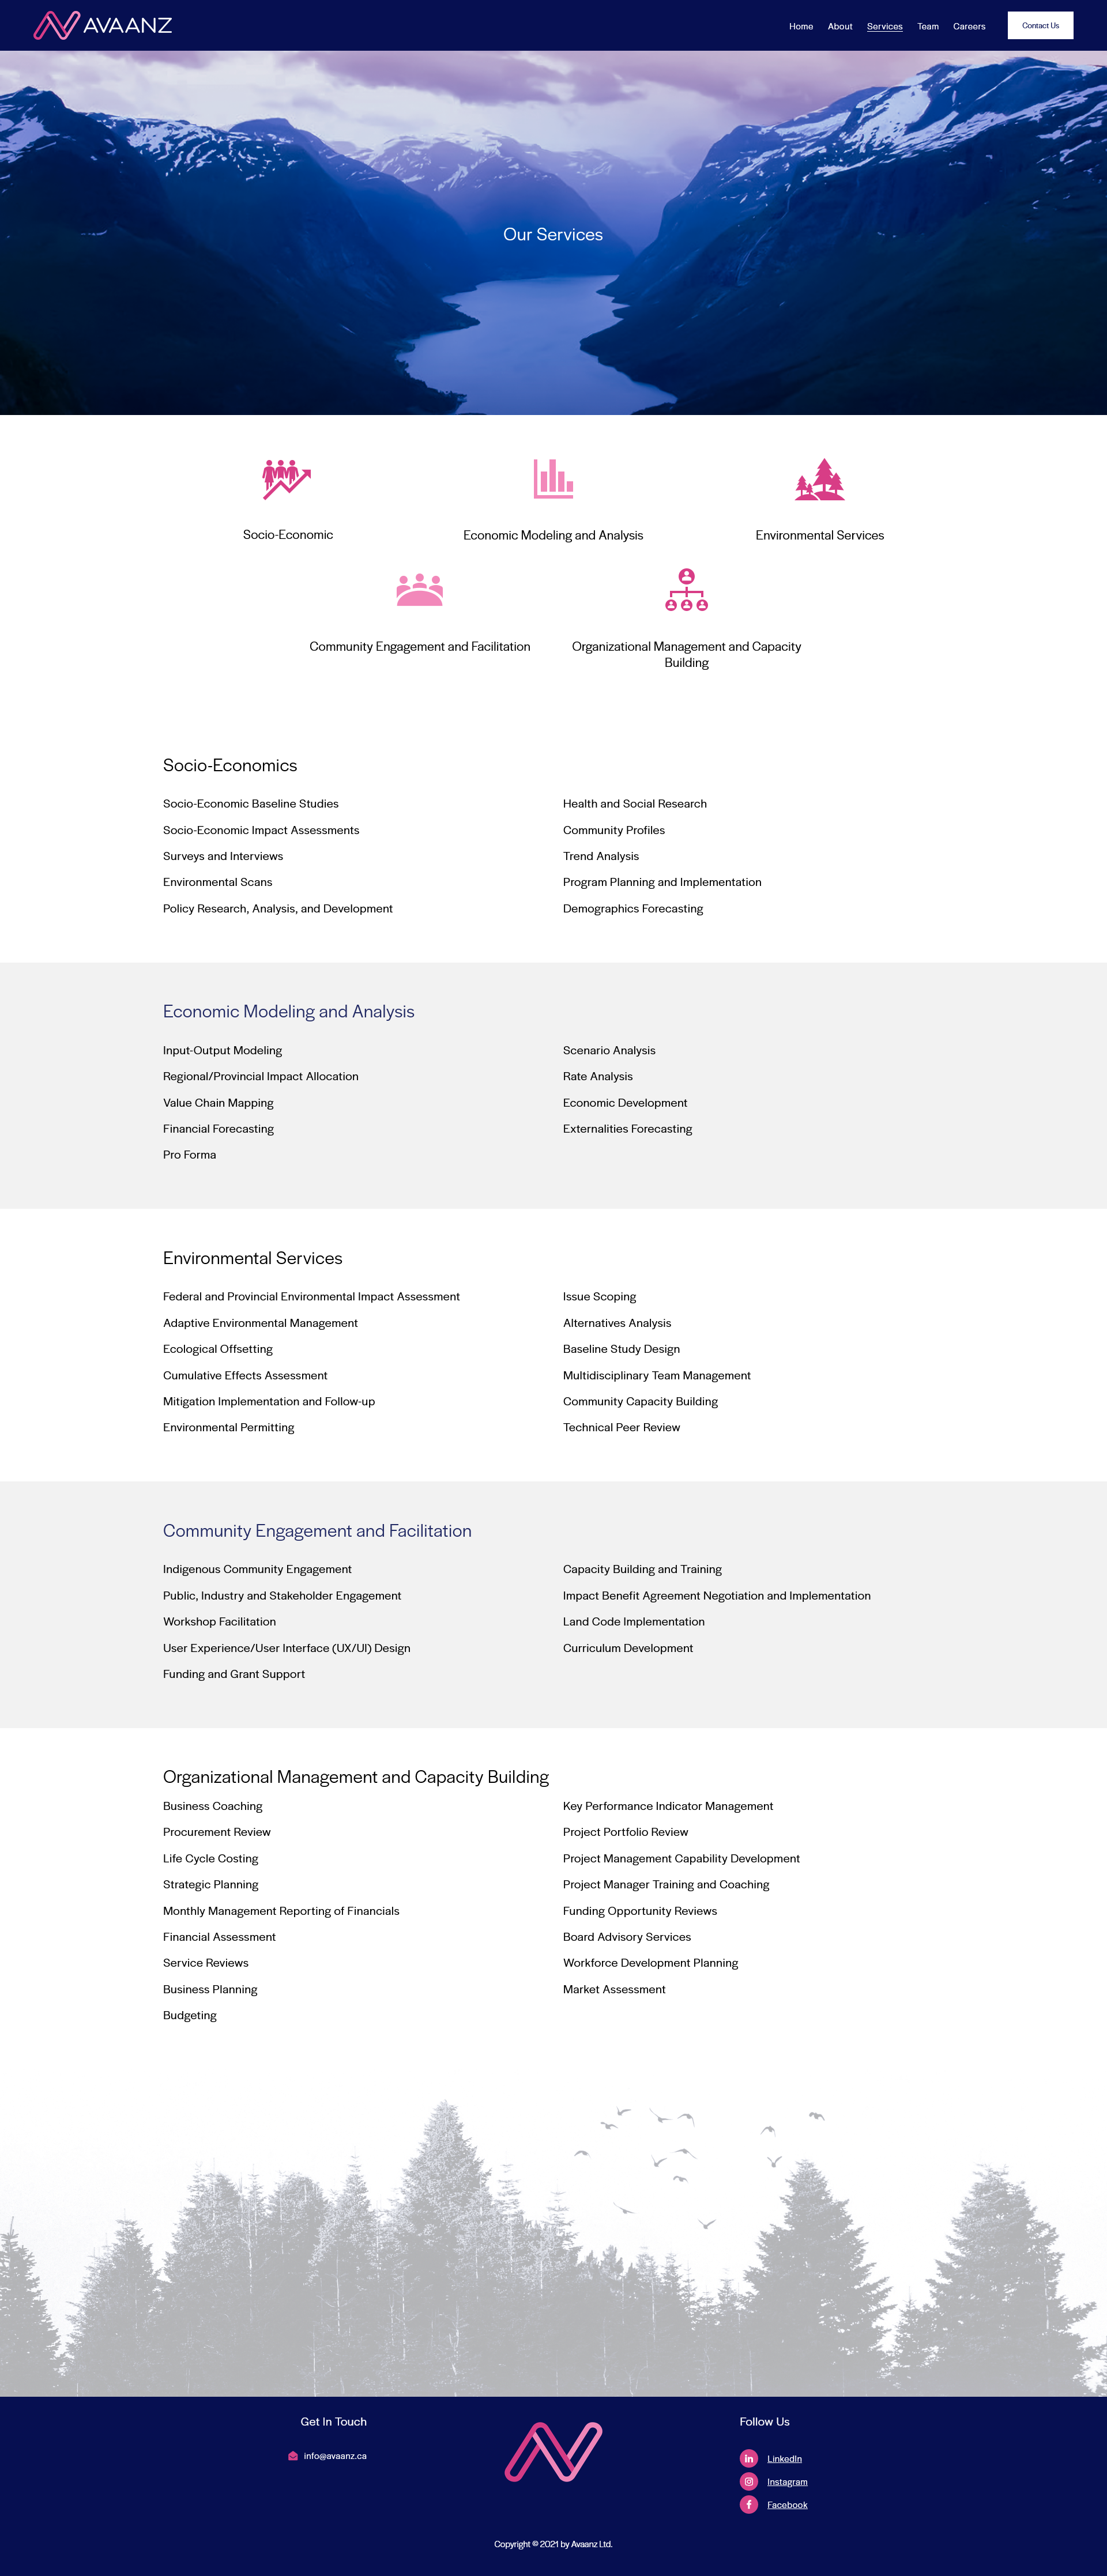 AVAANZ
Home About Services Team Careers Contact Us
Our Services
Socio-Economic
Economic Modeling and Analysis
Environmental Services
Community Engagement and Facilitation
Organizational Management and Capacity
Building
Socio-Economics
Socio-Economic Baseline Studies
Socio-Economic Impact Assessments
Surveys and Interviews
Environmental Scans
Policy Research, Analysis, and Development
Health and Social Research
Community Profiles
Trend Analysis
Program Planning and Implementation
Demographics Forecasting
Economic Modeling and Analysis
Input-Output Modeling
Regional/Provincial Impact Allocation
Value Chain Mapping
Financial Forecasting
Pro Forma
Scenario Analysis
Rate Analysis
Economic Development
Externalities Forecasting
Environmental Services
Federal and Provincial Environmental Impact Assessment
Adaptive Environmental Management
Ecological Offsetting
Cumulative Effects Assessment
Mitigation Implementation and Follow-up
Environmental Permitting
Issue Scoping
Alternatives Analysis
Baseline Study Design
Multidisciplinary Team Management
Community Capacity Building
Technical Peer Review
Community Engagement and Facilitation
Indigenous Community Engagement
Public, Industry and Stakeholder Engagement
Workshop Facilitation
User Experience/User Interface (UX/UI) Design
Funding and Grant Support
Capacity Building and Training
Impact Benefit Agreement Negotiation and Implementation
Land Code Implementation
Curriculum Development
Organizational Management and Capacity Building
Business Coaching
Procurement Review
Life Cycle Costing
Strategic Planning
Monthly Management Reporting of Financials
Financial Assessment
Service Reviews
Business Planning
Budgeting
Key Performance Indicator Management
Project Portfolio Review
Project Management Capability Development
Project Manager Training and Coaching
Funding Opportunity Reviews
Board Advisory Services
Workforce Development Planning
Market Assessment
Get In Touch
info@avaanz.ca
Follow Us
LinkedIn
Instagram
Facebook
Copyright © 2021 by Avaanz Ltd.